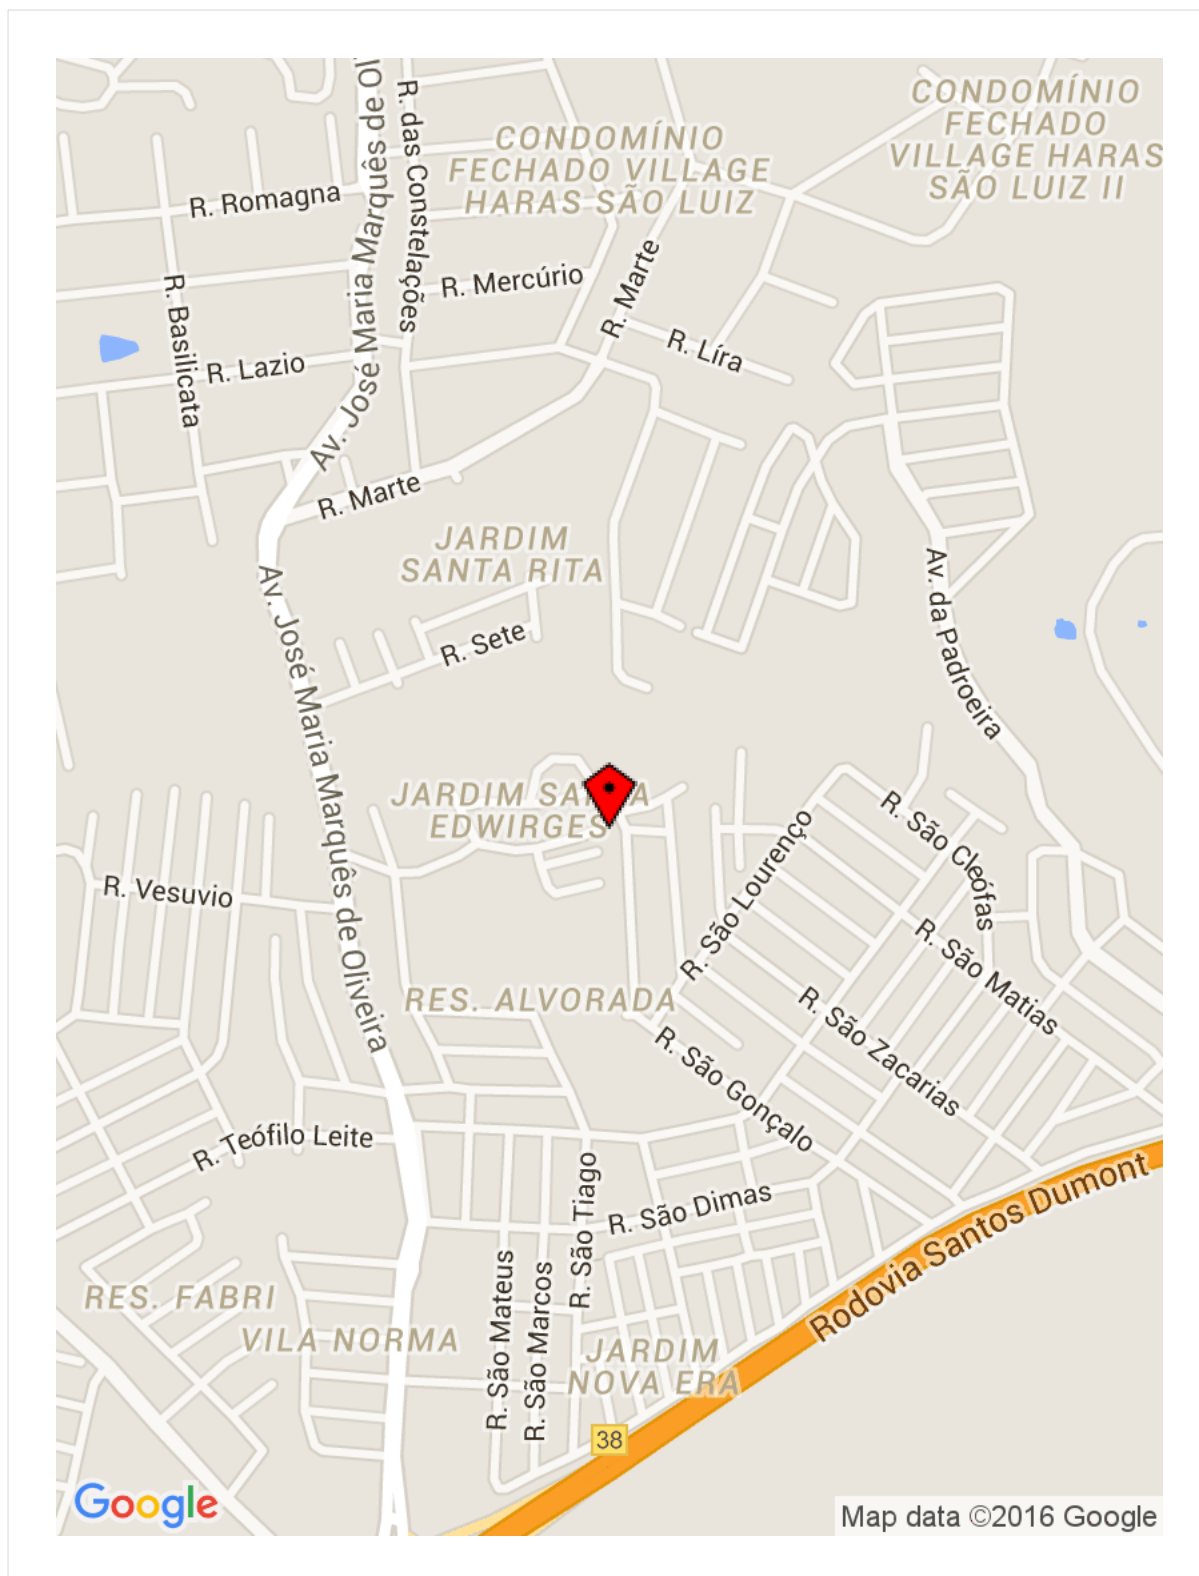 José Maria Marquês de Ol
R. das Constelações
CONDOMÍNIO
FECHADO
VILLAGE HARAS
SÃO LUIZ II
CONDOMÍNIO
FECHADO VILLAGE
HARAS SÃO LUIZ
R. Romagna
R. Mercúrio
R. Marte
R. Basilicata
R. Líra
R. Lazio
Av.
R. Marte
JARDIM
SANTA RITA
Av. da Padroeira
Av. José Maria Marquês de Oliveira
R. Sete
JARDIM SA A
EDWIRGES
R. São Cleófas
R. São Lourenço
R. Vesuvio
R. São Matias
RES. ALVORADA
R. São Zacarias
R. São Gonçalo
R. Teófilo Leite
R. São Tiago
R. São Dimas
Rodovia Santos Dumont
R. São Mateus
R. São Marcos
RES. FABRI
VILA NORMA
JARDIM
NOVA ERA
38
Google
Map data ©2016 Google